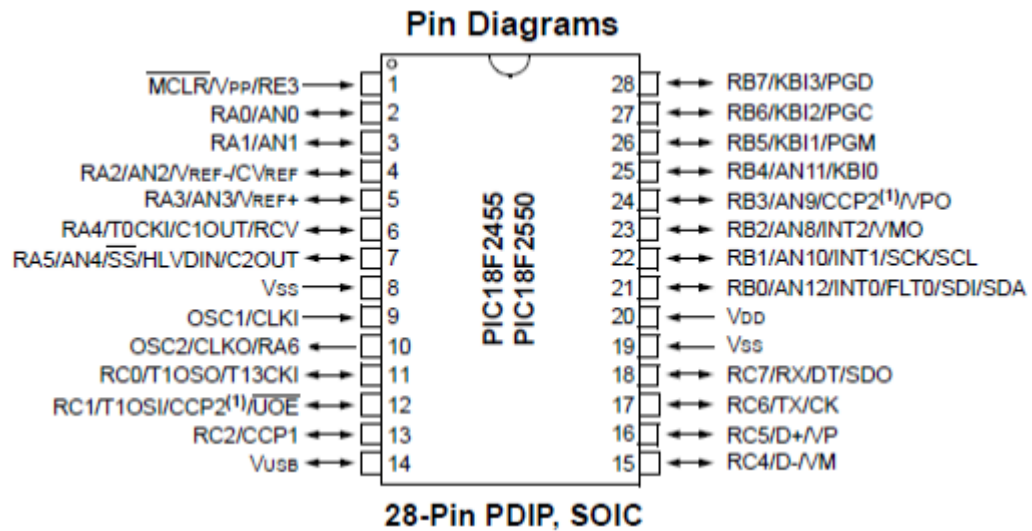 Pin Diagrams
MCLR/VPP/RE3 1
RA0/AN0 2
RA1/AN1 3
RA2/AN2/VREF-/CVREF 4
RA3/AN3/VREF+ 5
RA4/T0CKI/C1OUT/RCV 6
RA5/AN4/SS/HLVDIN/C2OUT 7
VSS 8
OSC1/CLKI 9
OSC2/CLKO/RA6 10
RC0/T1OSO/T13CKI 11
RC1/T1OSI/CCP2(1)/UOE 12
RC2/CCP1 13
VUSB 14
PIC18F2455
PIC18F2550
28 RB7/KBI3/PGD
27 RB6/KBI2/PGC
26 RB5/KBI1/PGM
25 RB4/AN11/KBI0
24 RB3/AN9/CCP2(1)/VPO
23 RB2/AN8/INT2/VMO
22 RB1/AN10/INT1/SCK/SCL
21 RB0/AN12/INT0/FLT0/SDI/SDA
20 VDD
19 VSS
18 RC7/RX/DT/SDO
17 RC6/TX/CK
16 RC5/D+/VP
15 RC4/D-/VM
28-Pin PDIP, SOIC